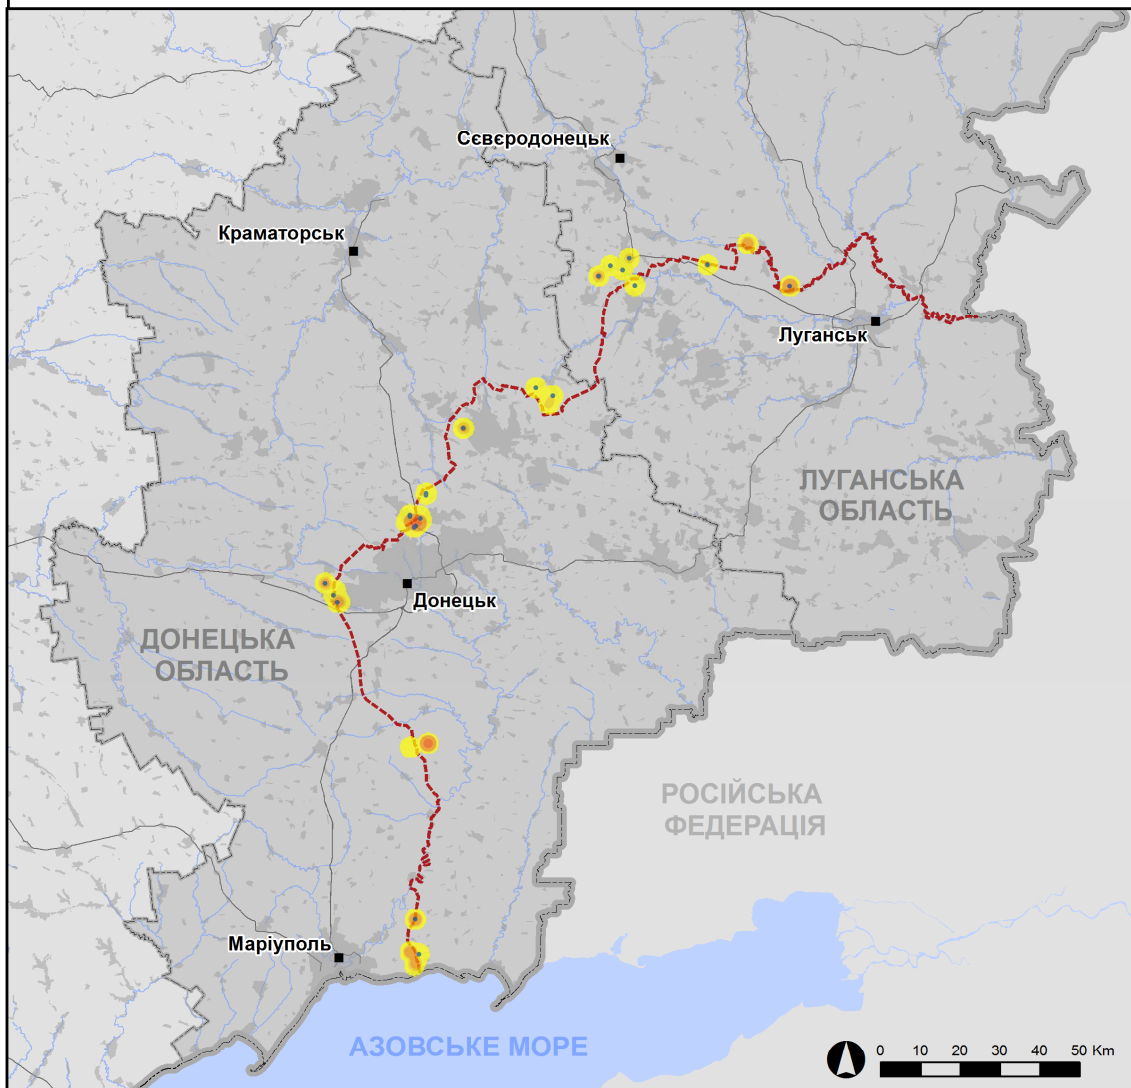 Сєвєродонецьк
Краматорськ
Луганськ
ЛУГАНСЬКА
ОБЛАСТЬ
Донецьк
ДОНЕЦЬКА
ОБЛАСТЬ
РОСІЙСЬКА
ФЕДЕРАЦІЯ
Маріуполь
АЗОВСЬКЕ МОРЕ
0 10 20 30 40 50 Km